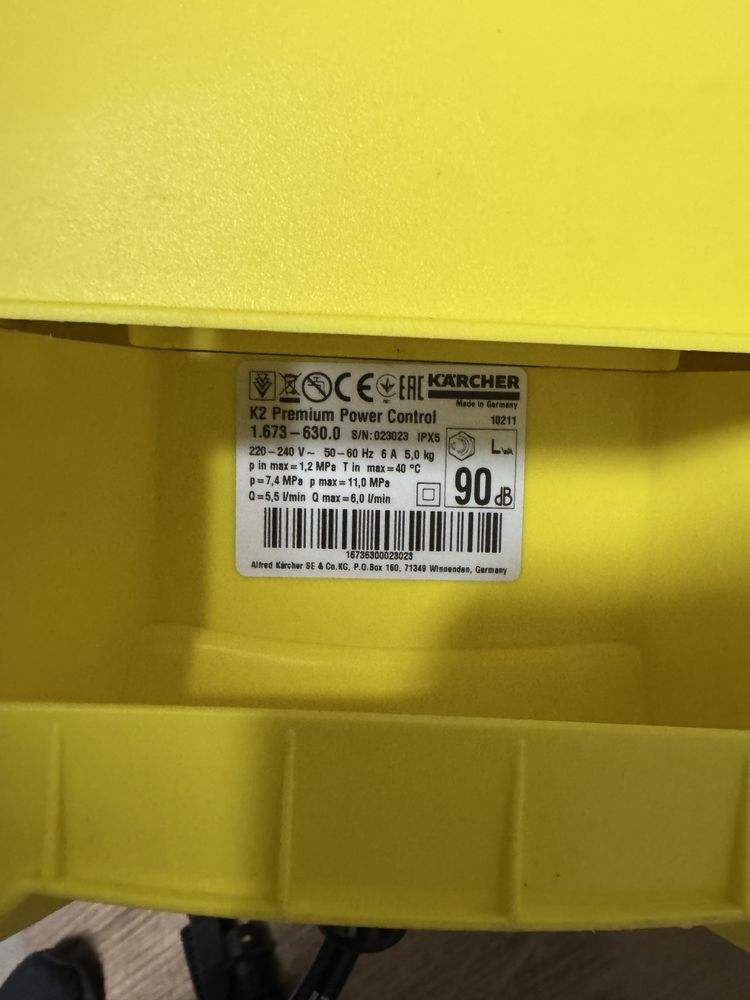 CE EAC KÄRCHER
Made in Germany
K2 Premium Power Control 10211
1.673-630.0 S/N: 023023 IPX5
220-240 V~ 50-60 Hz 6 A 5,0 kg
p in max=1,2 MPa T in max=40 °C
p=7,4 MPa p max=11,0 MPa
Q=5,5 l/min Q max=6,0 l/min
LWA
90 dB
16736300023023
Alfred Kärcher SE & Co.KG, P.O.Box 160, 71349 Winnenden, Germany